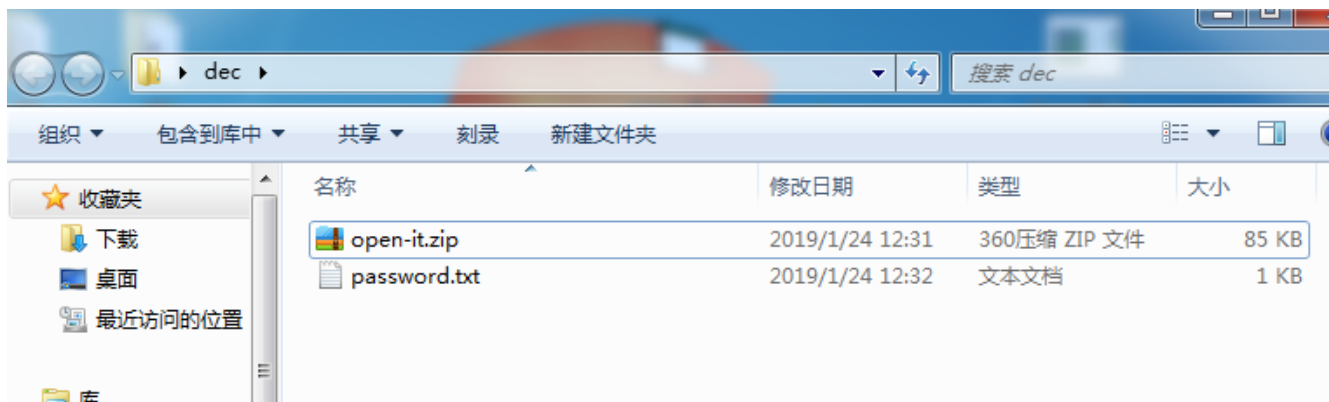 dec
搜索 dec
组织 包含到库中 共享 刻录 新建文件夹
收藏夹
下载
桌面
最近访问的位置
库
名称 修改日期 类型 大小
open-it.zip 2019/1/24 12:31 360压缩 ZIP 文件 85 KB
password.txt 2019/1/24 12:32 文本文档 1 KB